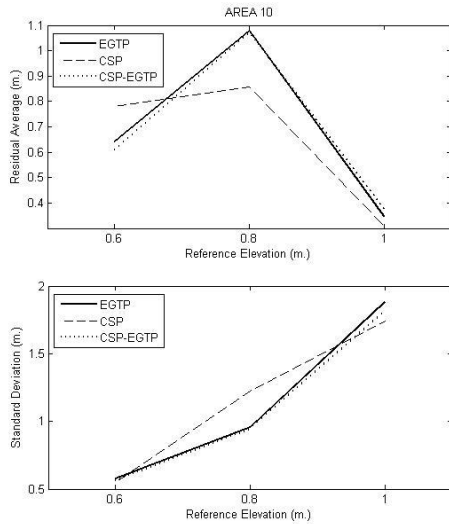 AREA 10
1.1
1
0.9
0.8
0.7
0.6
0.5
0.4
Residual Average (m.)
EGTP
CSP
CSP-EGTP
0.6
0.8
1
Reference Elevation (m.)
2
1.5
1
0.5
Standard Deviation (m.)
EGTP
CSP
CSP-EGTP
0.6
0.8
1
Reference Elevation (m.)